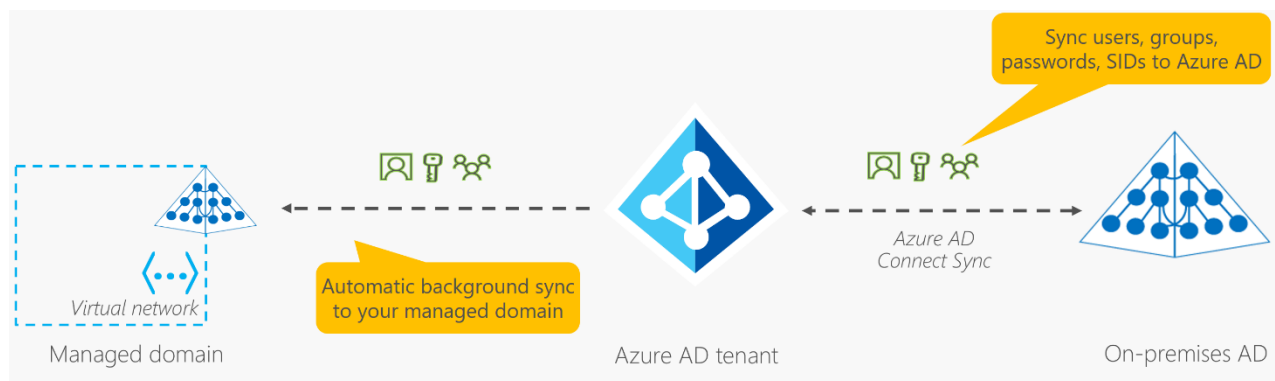 Sync users, groups,
passwords, SIDs to Azure AD
Azure AD
Connect Sync
Automatic background sync
to your managed domain
Virtual network
Managed domain
Azure AD tenant
On-premises AD